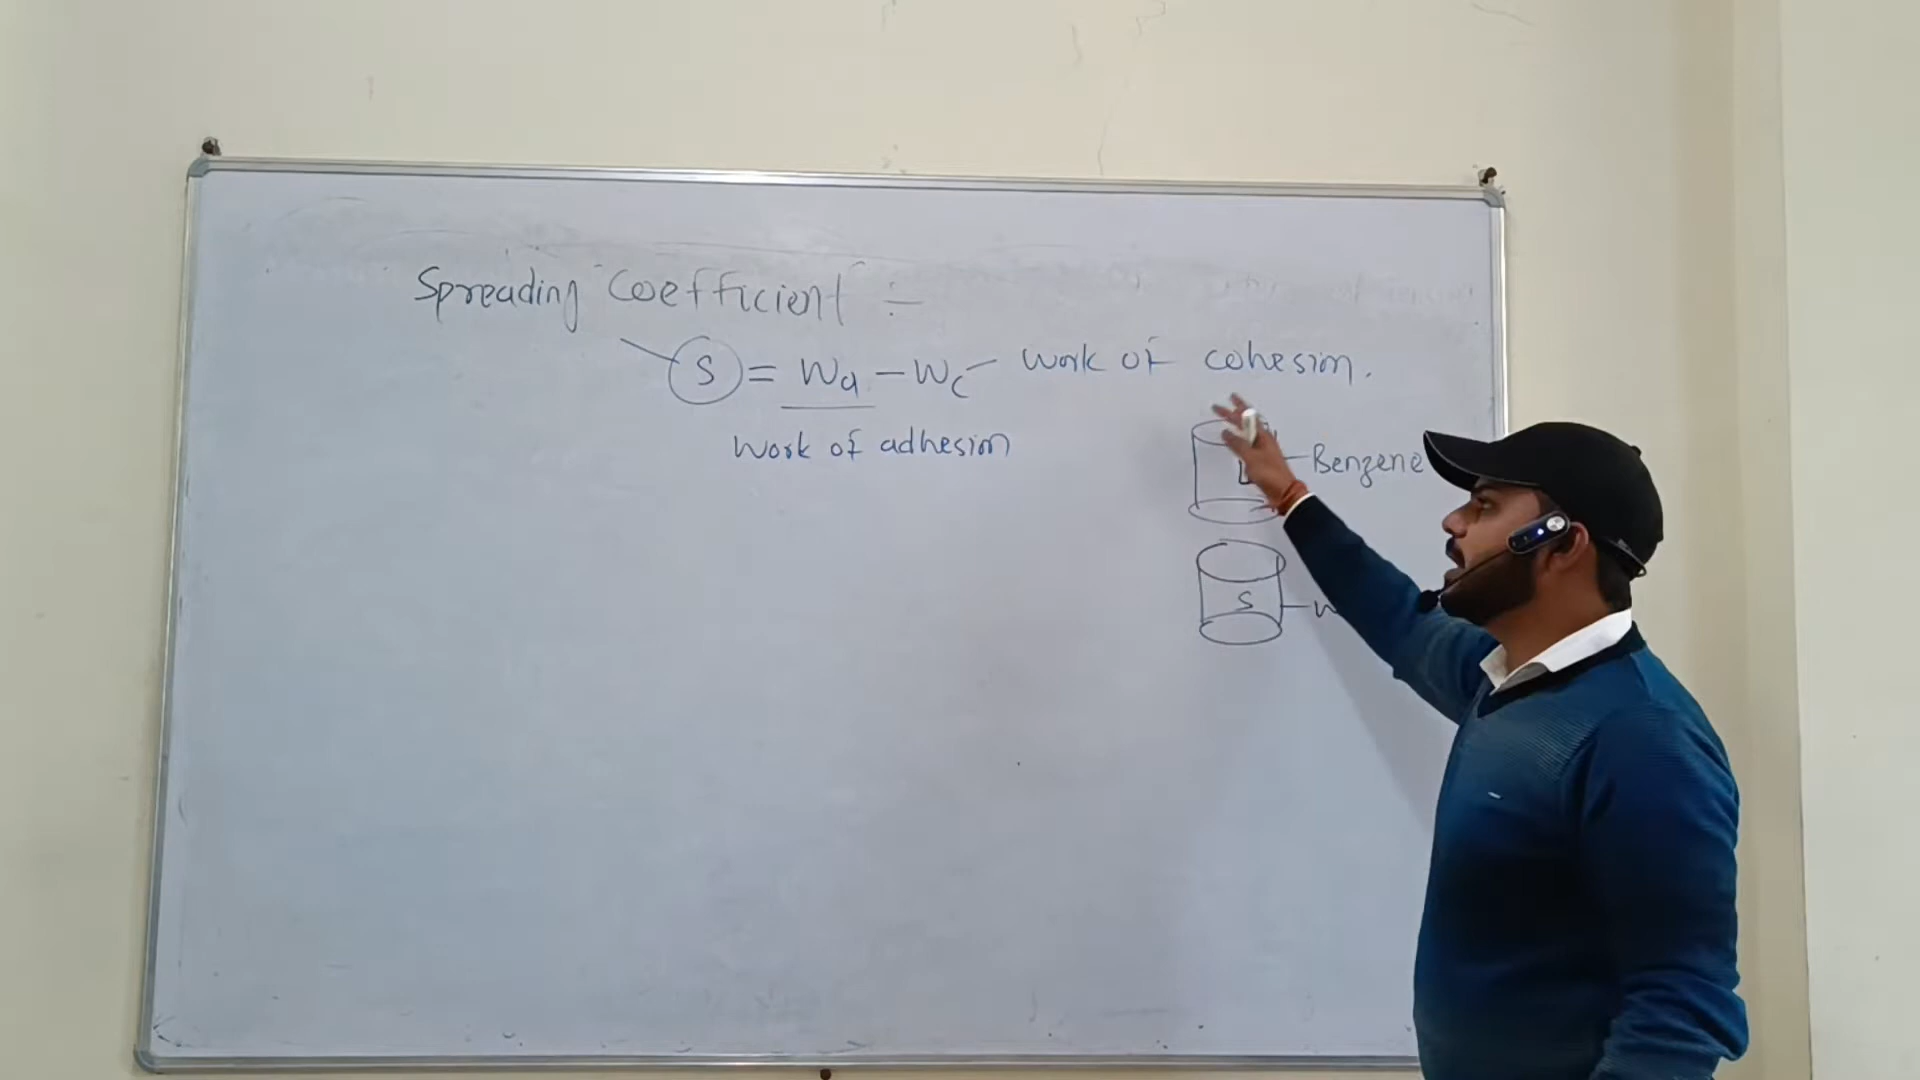 Spreading Coefficient :-
S = Wa - Wc - Work of cohesion.
Work of adhesion
L - Benzene
S